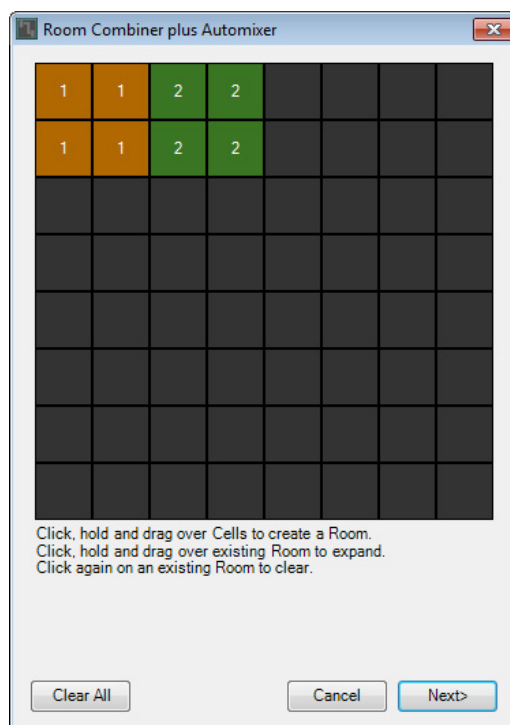 Room Combiner plus Automixer
1 1 2 2
1 1 2 2
Click, hold and drag over Cells to create a Room.
Click, hold and drag over existing Room to expand.
Click again on an existing Room to clear.
Clear All Cancel Next>